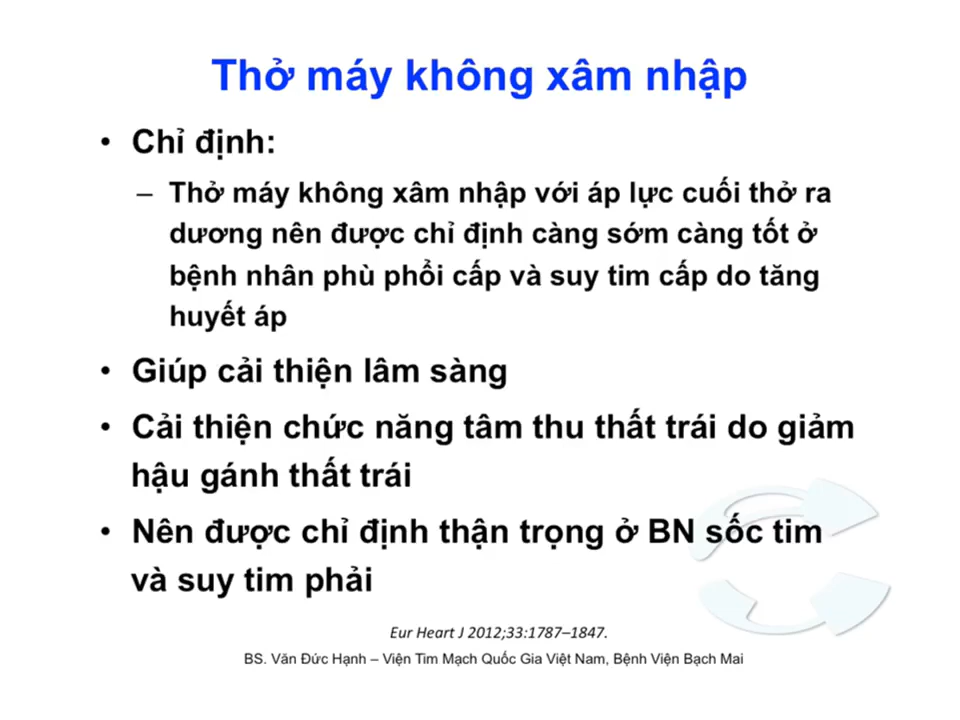 Thở máy không xâm nhập
• Chỉ định:
– Thở máy không xâm nhập với áp lực cuối thở ra
dương nên được chỉ định càng sớm càng tốt ở
bệnh nhân phù phổi cấp và suy tim cấp do tăng
huyết áp
• Giúp cải thiện lâm sàng
• Cải thiện chức năng tâm thu thất trái do giảm
hậu gánh thất trái
• Nên được chỉ định thận trọng ở BN sốc tim
và suy tim phải
Eur Heart J 2012;33:1787–1847.
BS. Văn Đức Hạnh – Viện Tim Mạch Quốc Gia Việt Nam, Bệnh Viện Bạch Mai